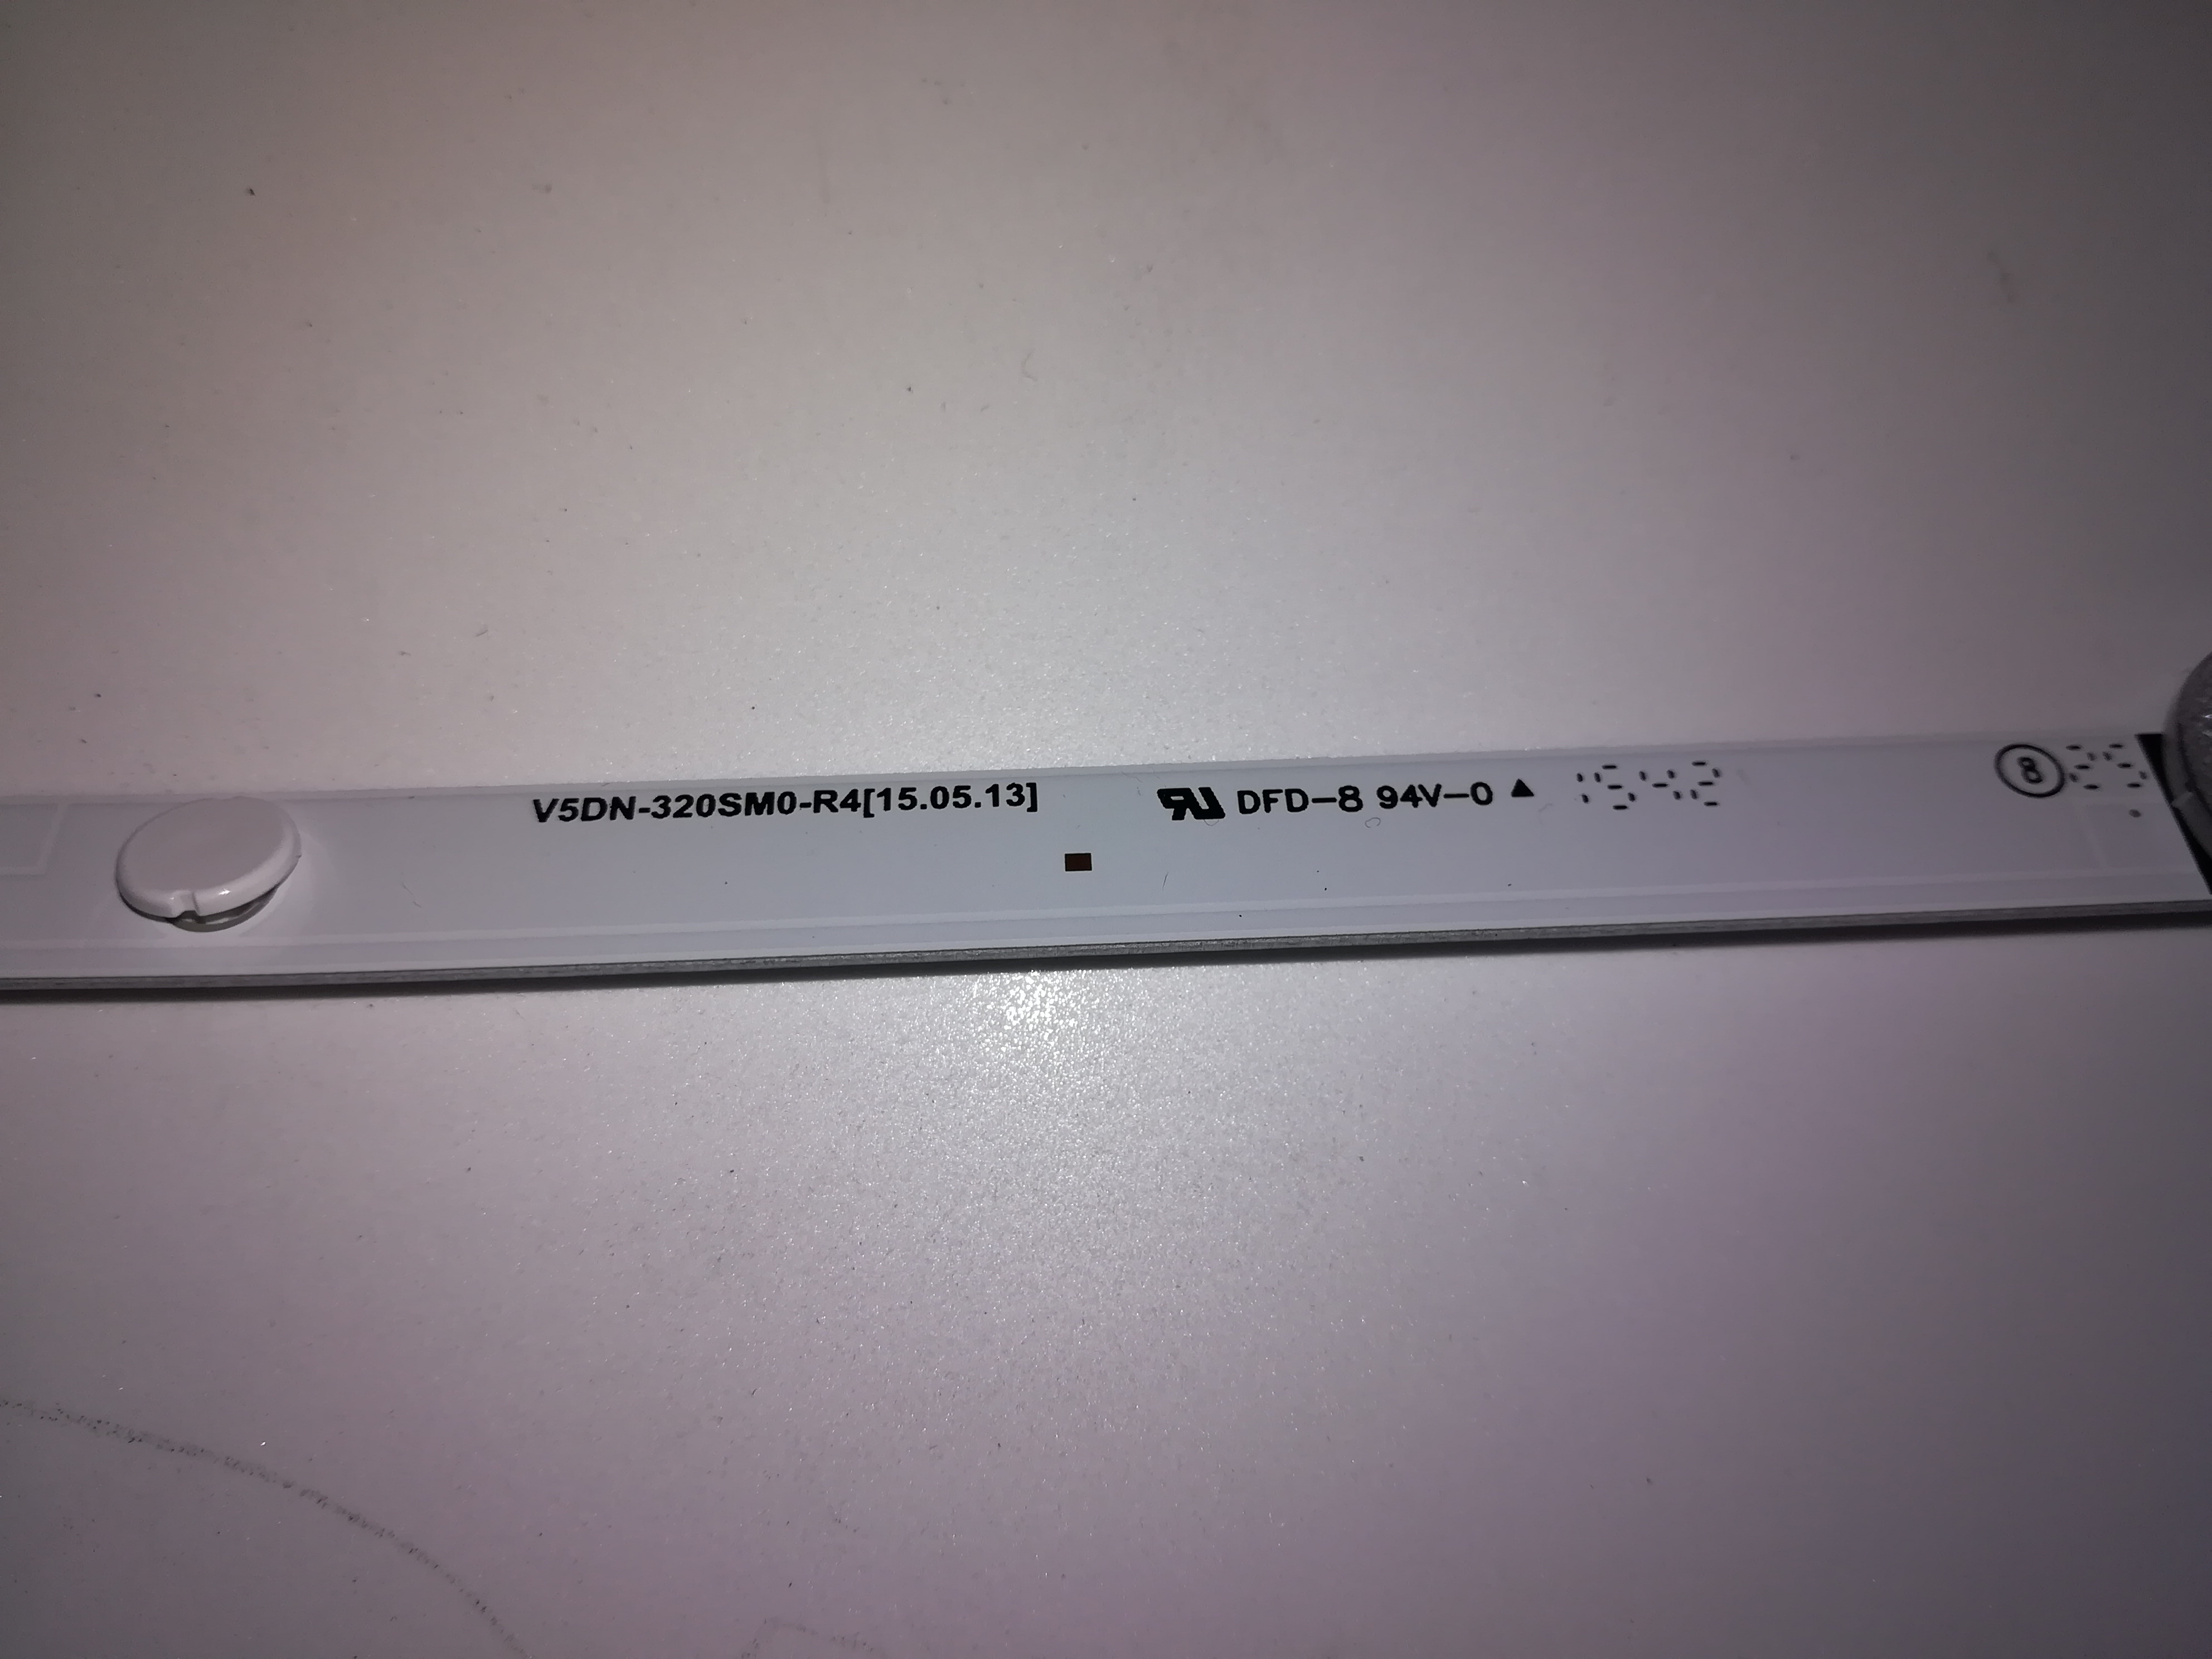 V5DN-320SM0-R4[15.05.13]
DFD-8 94V-0 ▲
8